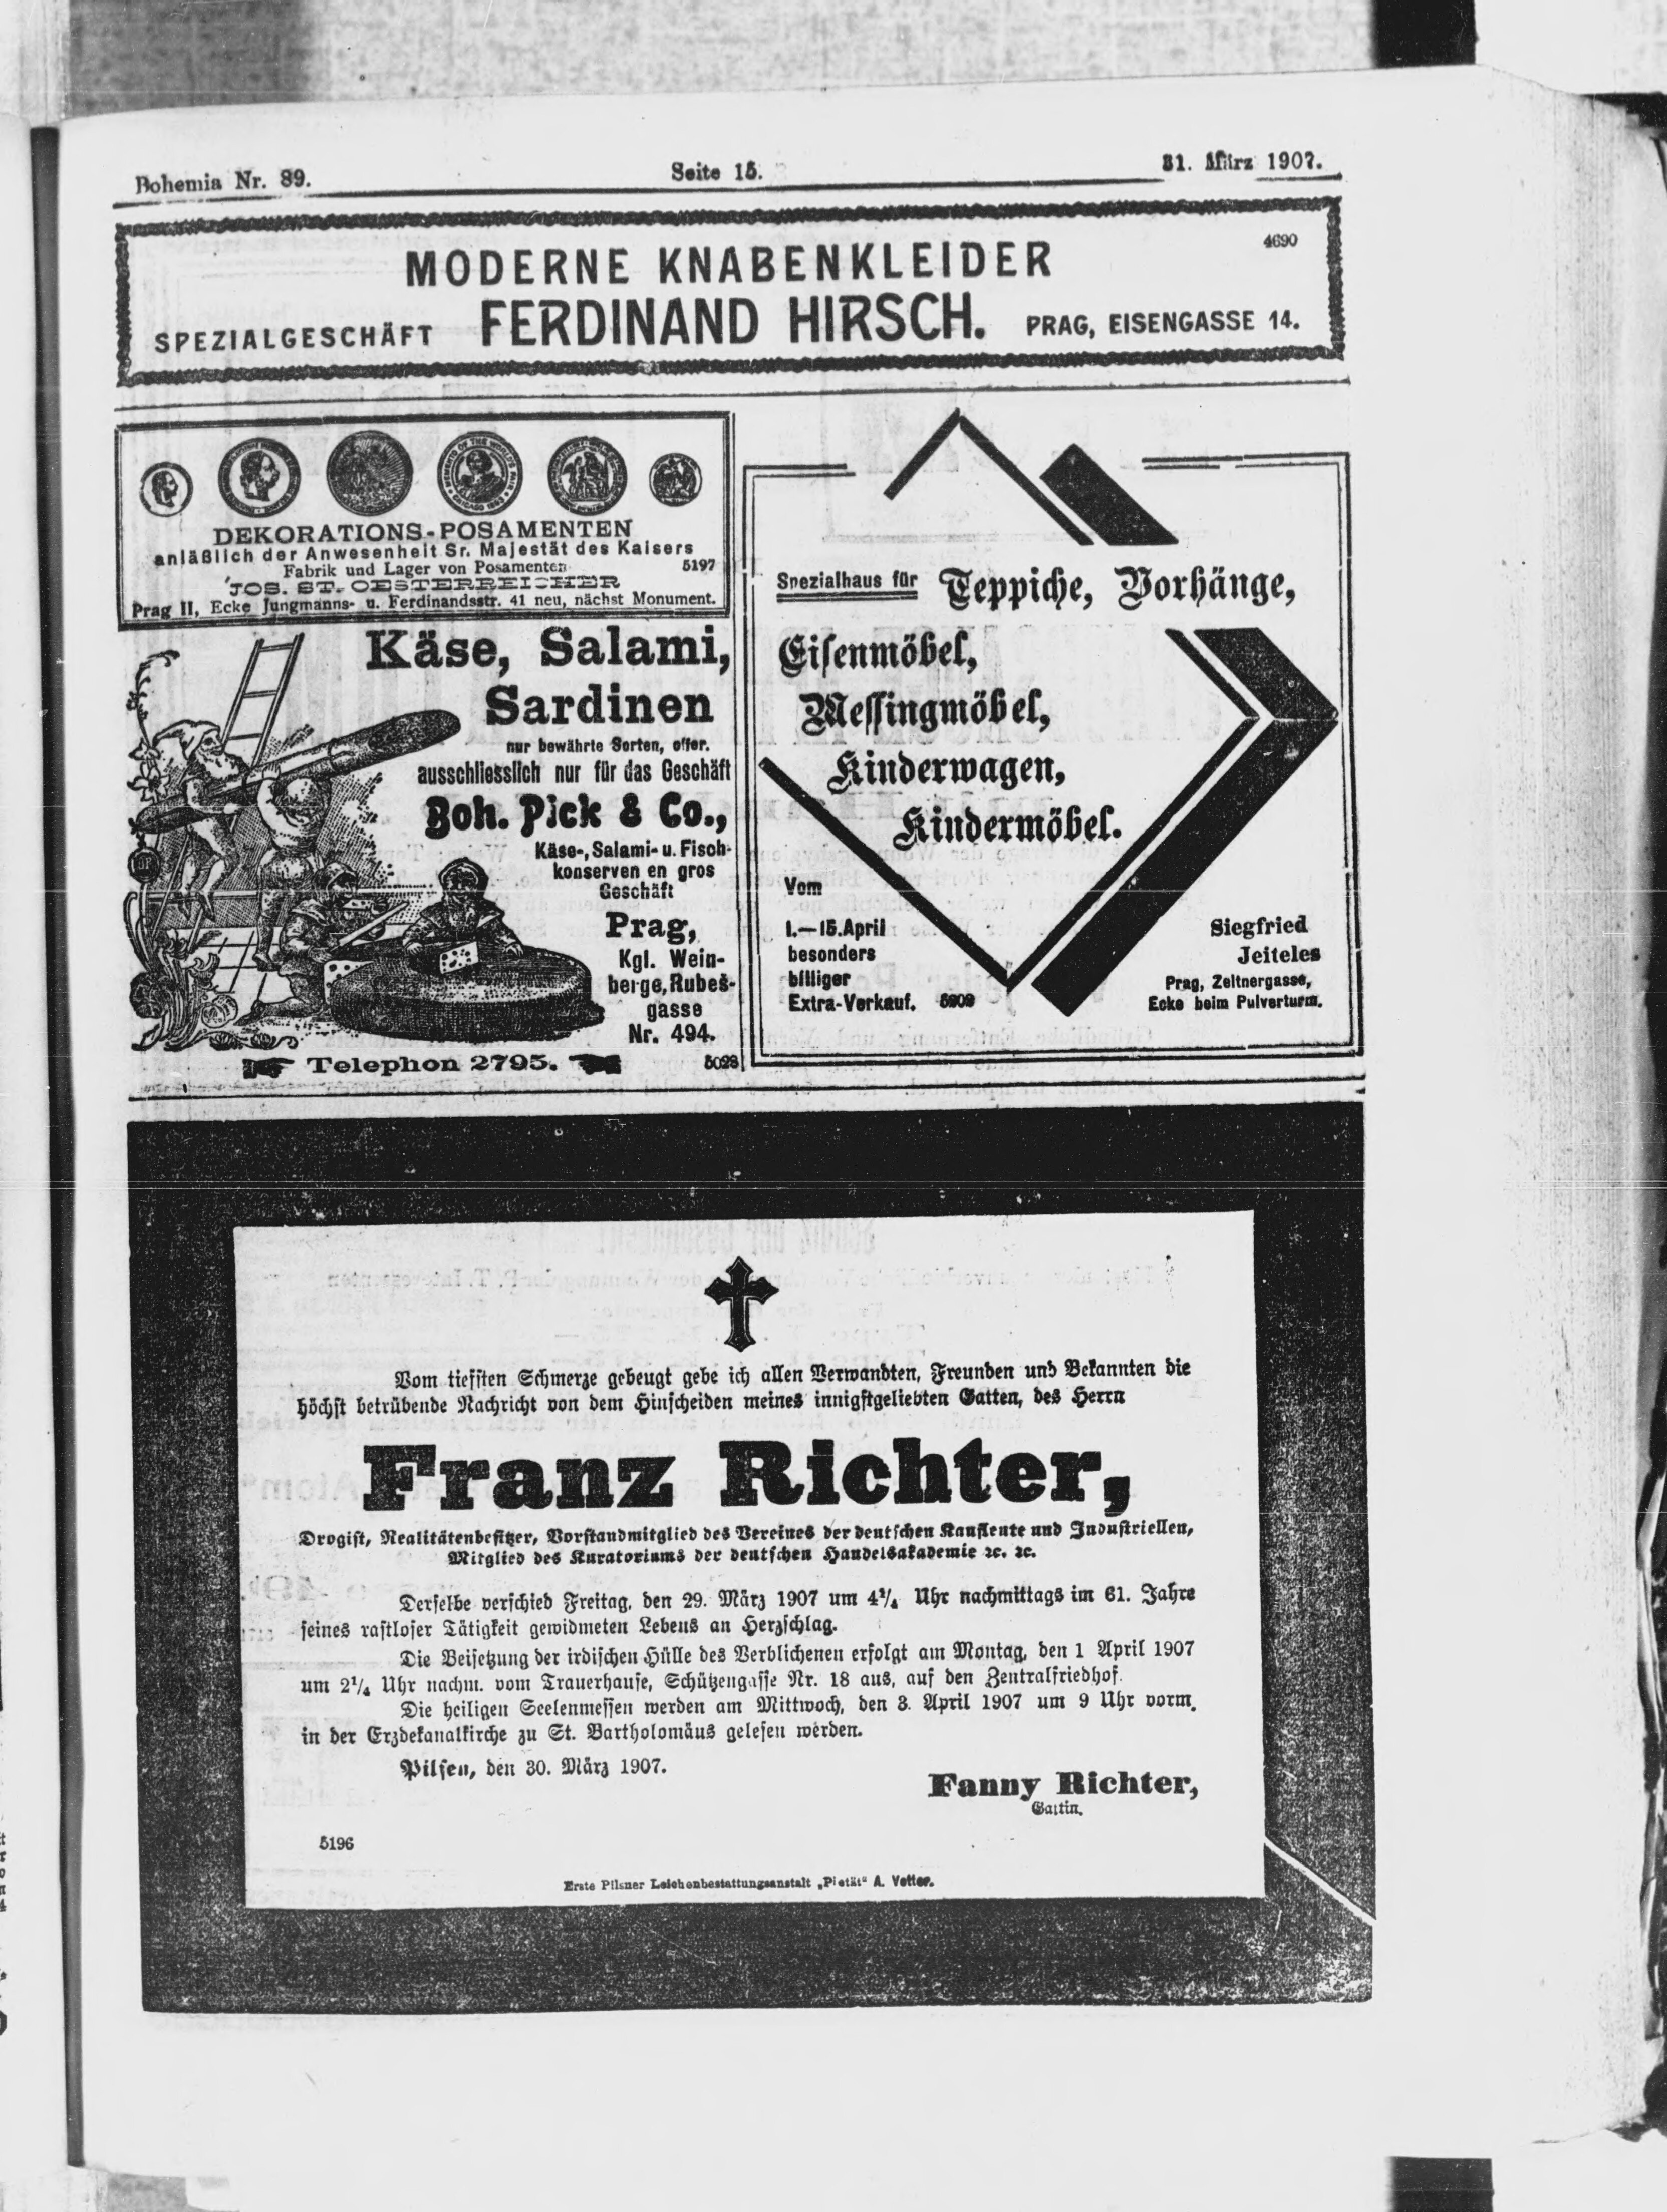 Bohemia Nr. 89.
Seite 15.
31. März 1907.
4690
MODERNE KNABENKLEIDER
SPEZIALGESCHÄFT FERDINAND HIRSCH. PRAG, EISENGASSE 14.
DEKORATIONS-POSAMENTEN
anläßlich der Anwesenheit Sr. Majestät des Kaisers
Fabrik und Lager von Posamenten 5197
JOS. ST. OESTERREICHER
Prag II, Ecke Jungmanns- u. Ferdinandsstr. 41 neu, nächst Monument.
Käse, Salami,
Sardinen
nur bewährte Sorten, offer.
ausschliesslich nur für das Geschäft
Boh. Pick & Co.,
Käse-, Salami- u. Fisch-
konserven en gros
Geschäft
Prag,
Kgl. Wein-
berge, Rubeš-
gasse
Nr. 494.
Telephon 2795. 5028
Spezialhaus für Teppiche, Vorhänge,
Eisenmöbel,
Messingmöbel,
Kinderwagen,
Kindermöbel.
Vom
1.—15. April
besonders
billiger
Extra-Verkauf. 5909
Siegfried
Jeiteles
Prag, Zeltnergasse,
Ecke beim Pulverturm.
Vom tiefsten Schmerze gebeugt gebe ich allen Verwandten, Freunden und Bekannten die
höchst betrübende Nachricht von dem Hinscheiden meines innigstgeliebten Gatten, des Herrn
Franz Richter,
Drogist, Realitätenbesitzer, Vorstandmitglied des Vereines der deutschen Kaufleute und Industriellen,
Mitglied des Kuratoriums der deutschen Handelsakademie ꝛc. ꝛc.
Derselbe verschied Freitag, den 29. März 1907 um 4¾ Uhr nachmittags im 61. Jahre
seines rastloser Tätigkeit gewidmeten Lebens an Herzschlag.
Die Beisetzung der irdischen Hülle des Verblichenen erfolgt am Montag, den 1 April 1907
um 2¼ Uhr nachm. vom Trauerhause, Schützengasse Nr. 18 aus, auf den Zentralfriedhof.
Die heiligen Seelenmessen werden am Mittwoch, den 3. April 1907 um 9 Uhr vorm.
in der Erzdekanalkirche zu St. Bartholomäus gelesen werden.
Pilsen, den 30. März 1907.
Fanny Richter,
Gattin.
5196
Erste Pilsner Leichenbestattungsanstalt „Pietät“ A. Vetter.